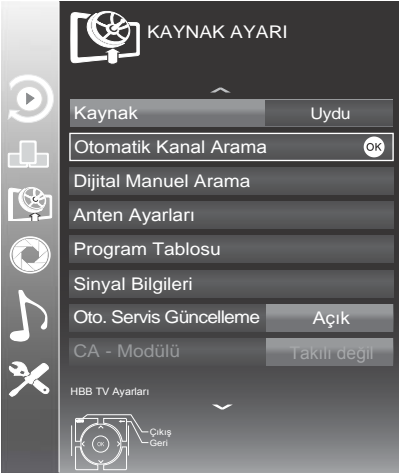 KAYNAK AYARI
Kaynak Uydu
Otomatik Kanal Arama OK
Dijital Manuel Arama
Anten Ayarları
Program Tablosu
Sinyal Bilgileri
Oto. Servis Güncelleme Açık
CA - Modülü Takılı değil
HBB TV Ayarları
Çıkış
OK Geri